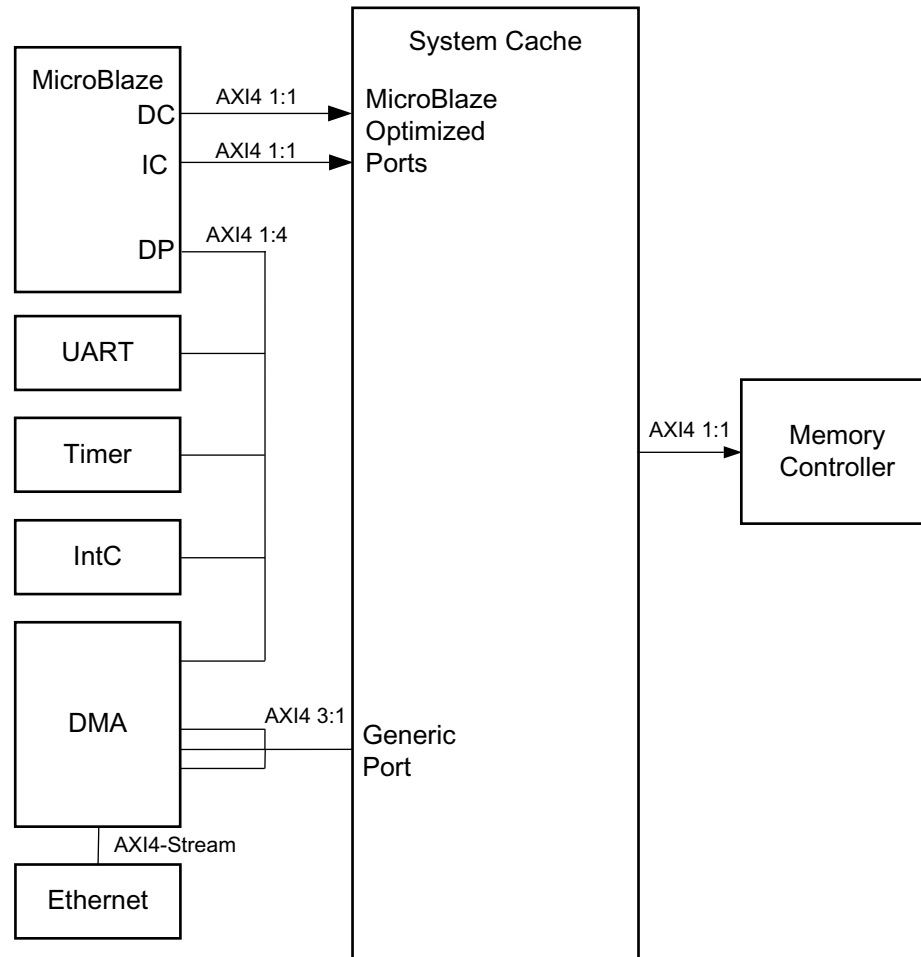 System Cache
MicroBlaze
DC
IC
DP
AXI4 1:1
AXI4 1:1
AXI4 1:4
MicroBlaze
Optimized
Ports
UART
Timer
IntC
DMA
AXI4 3:1
Generic
Port
AXI4-Stream
Ethernet
AXI4 1:1
Memory
Controller